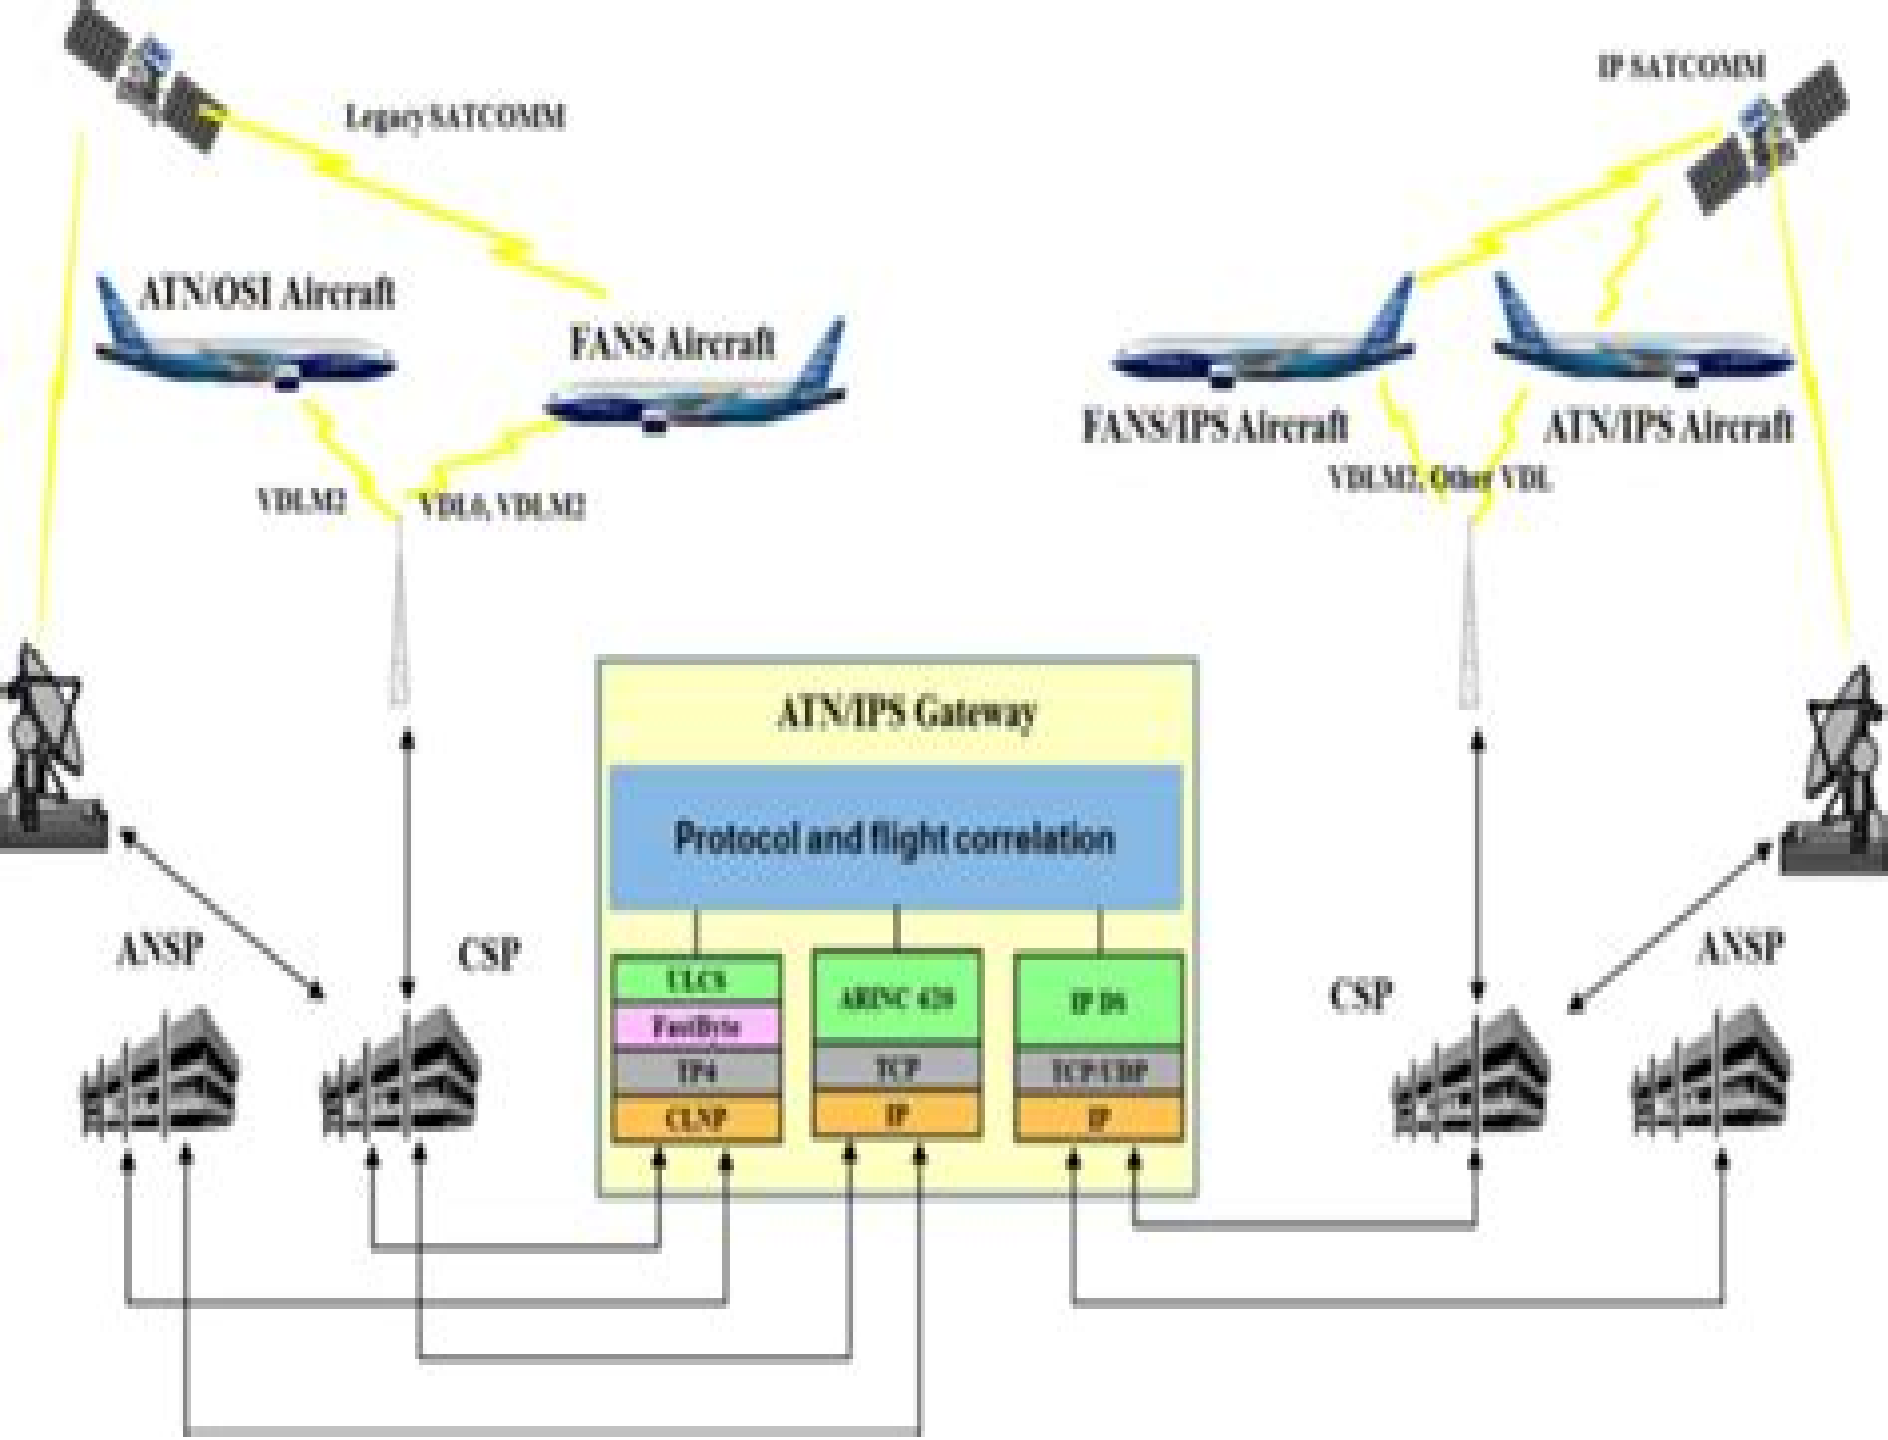 IP SATCOMM
Legacy SATCOMM
ATN/OSI Aircraft
FANS Aircraft
FANS/IPS Aircraft
ATN/IPS Aircraft
VDLM2
VDL0, VDLM2
VDLM2, Other VDL
ATN/IPS Gateway
Protocol and flight correlation
ANSP
CSP
CSP
ANSP
ULCS
FastByte
TP4
CLNP
ARINC 620
TCP
IP
IP DS
TCP/UDP
IP